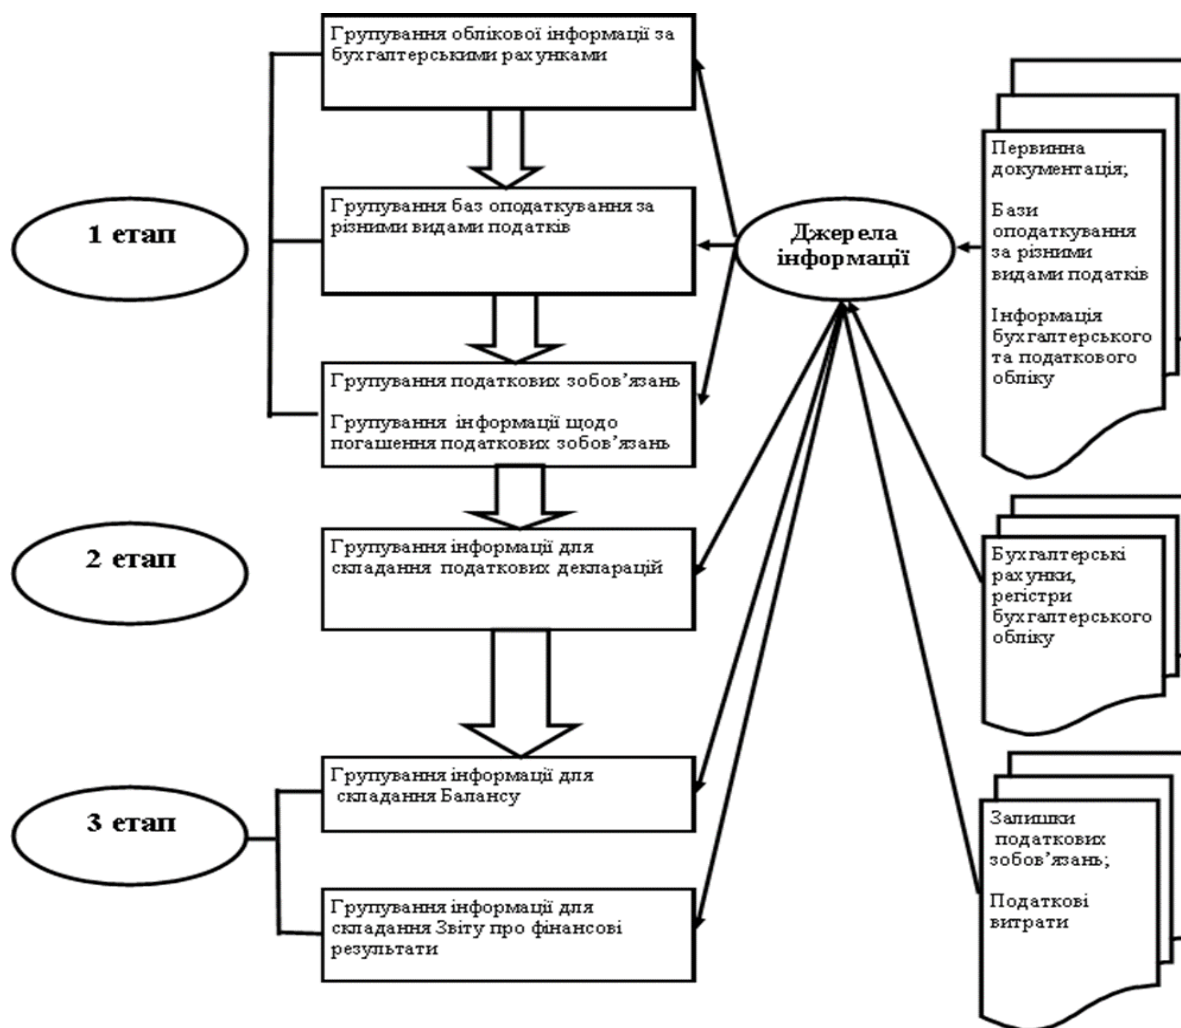 Групування облікової інформації за
бухгалтерськими рахунками
1 етап
Групування баз оподаткування за
різними видами податків
Групування податкових зобов’язань
Групування інформації щодо
погашення податкових зобов’язань
Джерела
інформації
Первинна
документація;
Бази
оподаткування
за різними
видами податків
Інформація
бухгалтерського
та податкового
обліку
2 етап
Групування інформації для
складання податкових декларацій
Бухгалтерські
рахунки,
регістри
бухгалтерського
обліку
3 етап
Групування інформації для
складання Балансу
Групування інформації для
складання Звіту про фінансові
результати
Залишки
податкових
зобов’язань;
Податкові
витрати